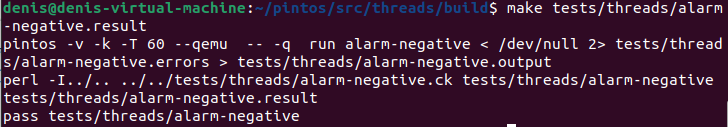 denis@denis-virtual-machine:~/pintos/src/threads/build$ make tests/threads/alarm
-negative.result
pintos -v -k -T 60 --qemu  -- -q  run alarm-negative < /dev/null 2> tests/thread
s/alarm-negative.errors > tests/threads/alarm-negative.output
perl -I../.. ../../tests/threads/alarm-negative.ck tests/threads/alarm-negative
tests/threads/alarm-negative.result
pass tests/threads/alarm-negative